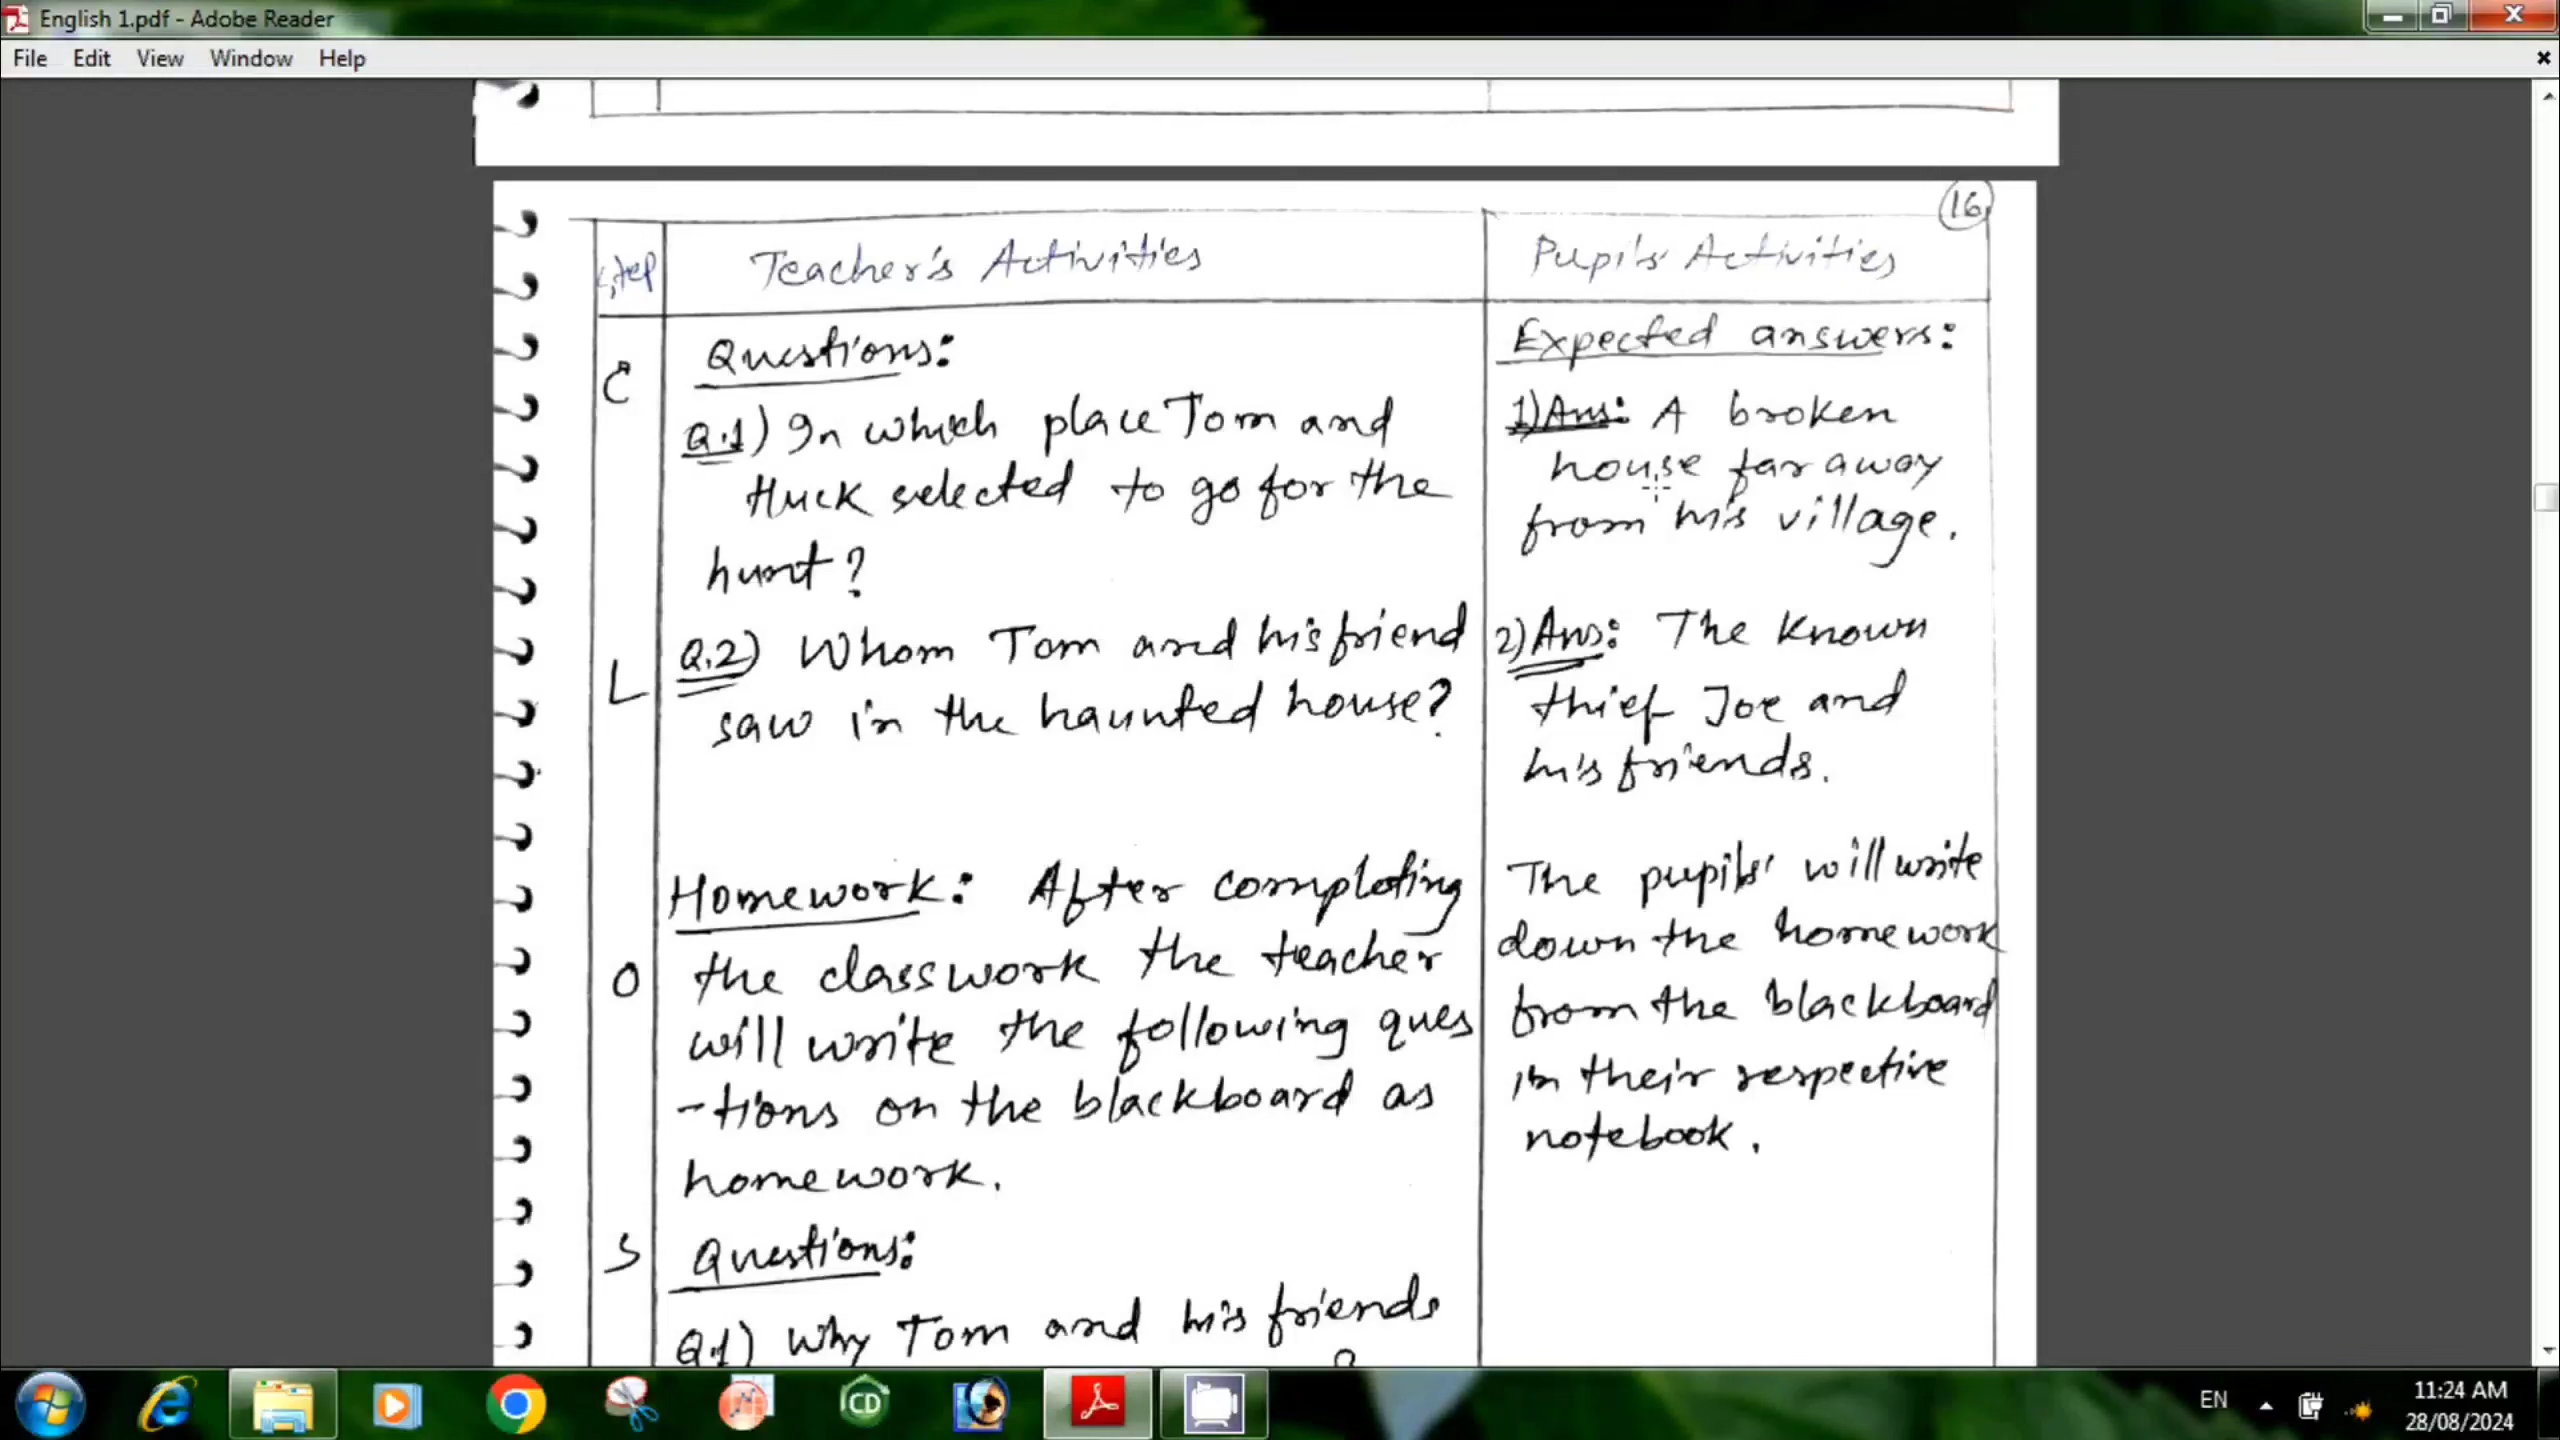 English 1.pdf - Adobe Reader
File Edit View Window Help
16
Step
Teacher's Activities
Pupils' Activities
C
Questions:
Q.1) In which place Tom and
Huck selected to go for the
hunt?
L
Q.2) Whom Tom and his friend
saw in the haunted house?
O
Homework: After completing
the classwork the teacher
will write the following ques
-tions on the blackboard as
homework.
S
Questions:
Q.1) Why Tom and his friends
Expected answers:
1) Ans: A broken
house far away
from his village.
2) Ans: The known
thief Joe and
his friends.
The pupils' will write
down the homework
from the blackboard
in their respective
notebook.
CD
EN
11:24 AM
28/08/2024